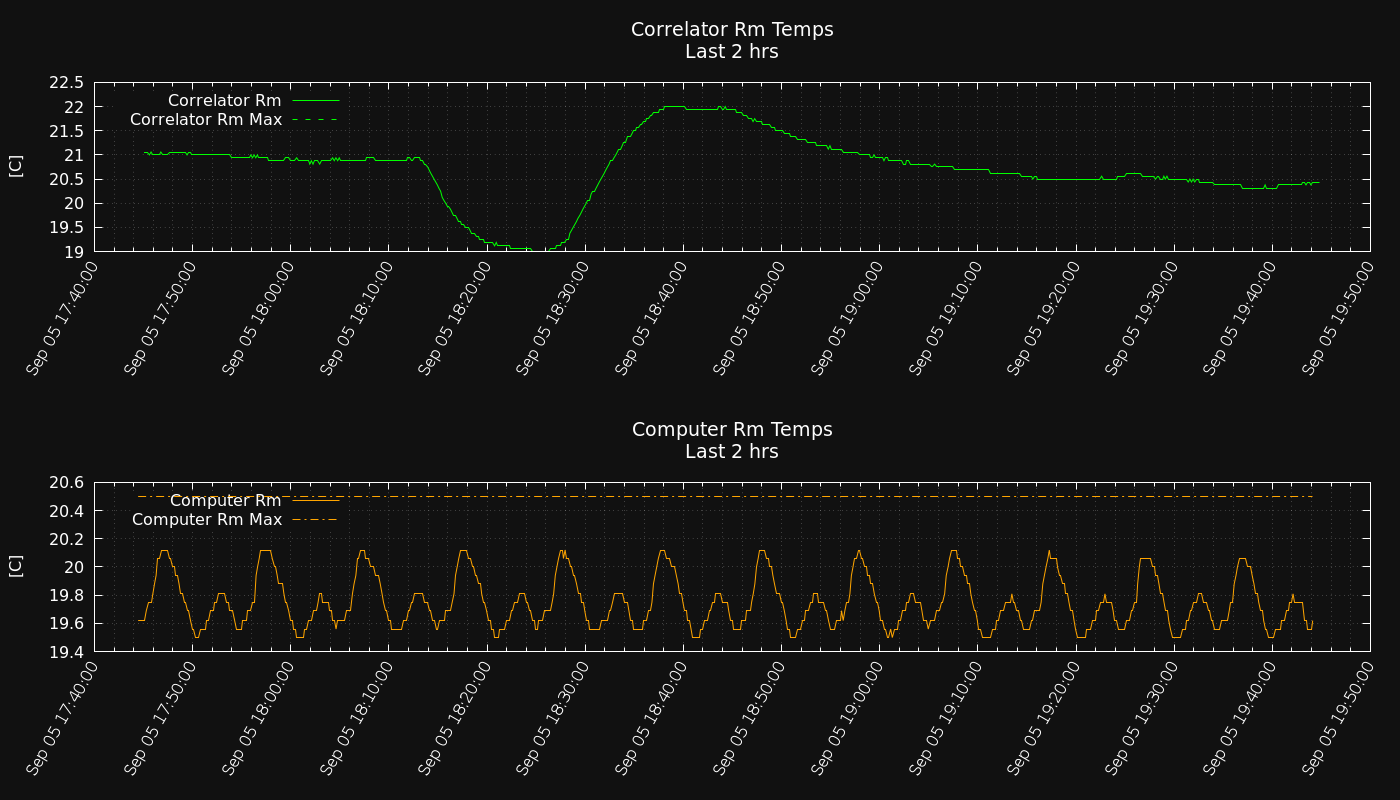 Correlator Rm Temps
Last 2 hrs
22.5
22
21.5
21
20.5
20
19.5
19
[C]
Correlator Rm
Correlator Rm Max
Sep 05 17:40:00
Sep 05 17:50:00
Sep 05 18:00:00
Sep 05 18:10:00
Sep 05 18:20:00
Sep 05 18:30:00
Sep 05 18:40:00
Sep 05 18:50:00
Sep 05 19:00:00
Sep 05 19:10:00
Sep 05 19:20:00
Sep 05 19:30:00
Sep 05 19:40:00
Sep 05 19:50:00
Computer Rm Temps
Last 2 hrs
20.6
20.4
20.2
20
19.8
19.6
19.4
[C]
Computer Rm
Computer Rm Max
Sep 05 17:40:00
Sep 05 17:50:00
Sep 05 18:00:00
Sep 05 18:10:00
Sep 05 18:20:00
Sep 05 18:30:00
Sep 05 18:40:00
Sep 05 18:50:00
Sep 05 19:00:00
Sep 05 19:10:00
Sep 05 19:20:00
Sep 05 19:30:00
Sep 05 19:40:00
Sep 05 19:50:00